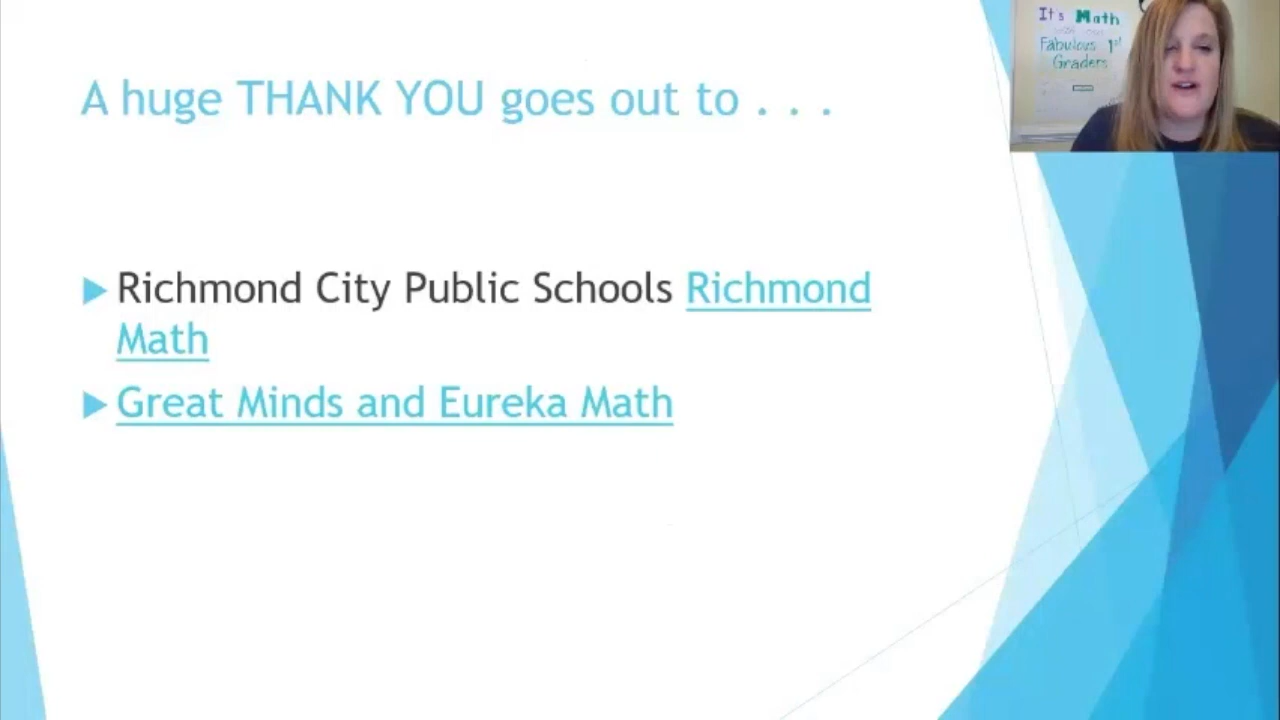 A huge THANK YOU goes out to . . .
Richmond City Public Schools Richmond
Math
Great Minds and Eureka Math
It's Math
Fabulous 1st
Graders